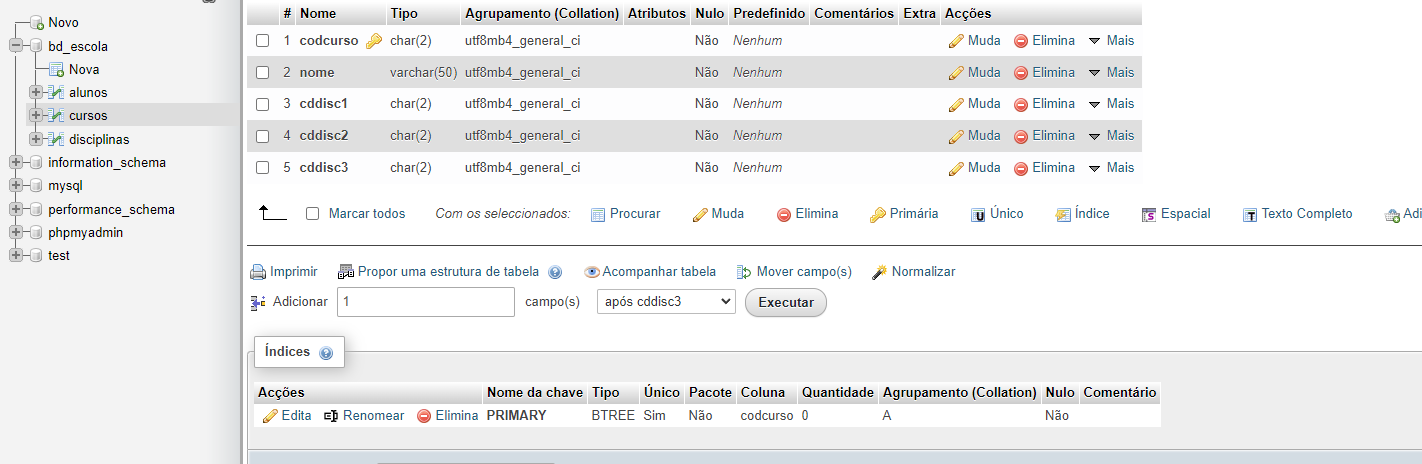 Novo
bd_escola
Nova
alunos
cursos
disciplinas
information_schema
mysql
performance_schema
phpmyadmin
test
# Nome Tipo Agrupamento (Collation) Atributos Nulo Predefinido Comentários Extra Acções
1 codcurso char(2) utf8mb4_general_ci Não Nenhum Muda Elimina Mais
2 nome varchar(50) utf8mb4_general_ci Não Nenhum Muda Elimina Mais
3 cddisc1 char(2) utf8mb4_general_ci Não Nenhum Muda Elimina Mais
4 cddisc2 char(2) utf8mb4_general_ci Não Nenhum Muda Elimina Mais
5 cddisc3 char(2) utf8mb4_general_ci Não Nenhum Muda Elimina Mais
Marcar todos Com os seleccionados: Procurar Muda Elimina Primária U Único Índice S Espacial T Texto Completo Adi
Imprimir Propor uma estrutura de tabela Acompanhar tabela Mover campo(s) Normalizar
Adicionar 1 campo(s) após cddisc3 Executar
Índices
Acções Nome da chave Tipo Único Pacote Coluna Quantidade Agrupamento (Collation) Nulo Comentário
Edita Renomear Elimina PRIMARY BTREE Sim Não codcurso 0 A Não